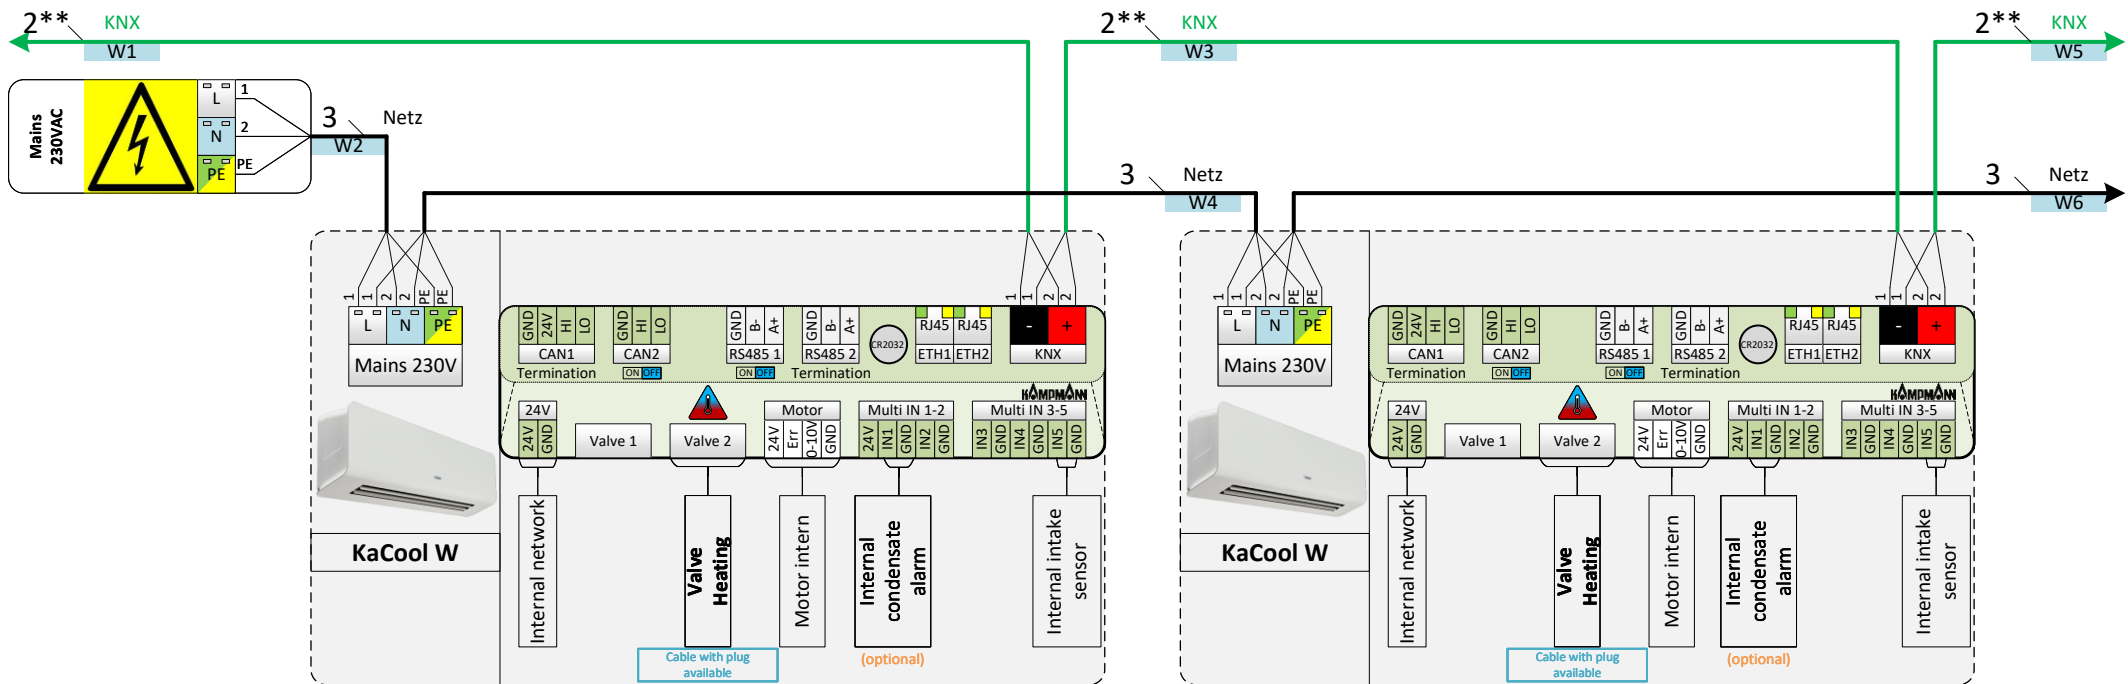 2** KNX 2** KNX 2** KNX
W1 W3 W5
Mains
230VAC
L 1
N 2
PE PE
3 Netz
W2
3 Netz 3 Netz
W4 W6
1 1 2 2 PE PE
L N PE
Mains 230V
KaCool W
GND 24V HI LO
CAN1
GND HI LO
CAN2
GND B- A+
RS485 1
GND B- A+
RS485 2
CR2032
RJ45 RJ45
ETH1 ETH2
1 1 2 2
- +
KNX
Termination ON OFF ON OFF Termination
KAMPMANN
24V
24V GND
Valve 1
Valve 2
Motor
24V Err 0-10V GND
Multi IN 1-2
24V IN1 GND IN2 GND
Multi IN 3-5
IN3 GND IN4 GND IN5 GND
Internal network
Valve
Heating
Motor intern
Internal
condensate
alarm
Internal intake
sensor
Cable with plug
available
(optional)
1 1 2 2 PE PE
L N PE
Mains 230V
KaCool W
GND 24V HI LO
CAN1
GND HI LO
CAN2
GND B- A+
RS485 1
GND B- A+
RS485 2
CR2032
RJ45 RJ45
ETH1 ETH2
1 1 2 2
- +
KNX
Termination ON OFF ON OFF Termination
KAMPMANN
24V
24V GND
Valve 1
Valve 2
Motor
24V Err 0-10V GND
Multi IN 1-2
24V IN1 GND IN2 GND
Multi IN 3-5
IN3 GND IN4 GND IN5 GND
Internal network
Valve
Heating
Motor intern
Internal
condensate
alarm
Internal intake
sensor
Cable with plug
available
(optional)